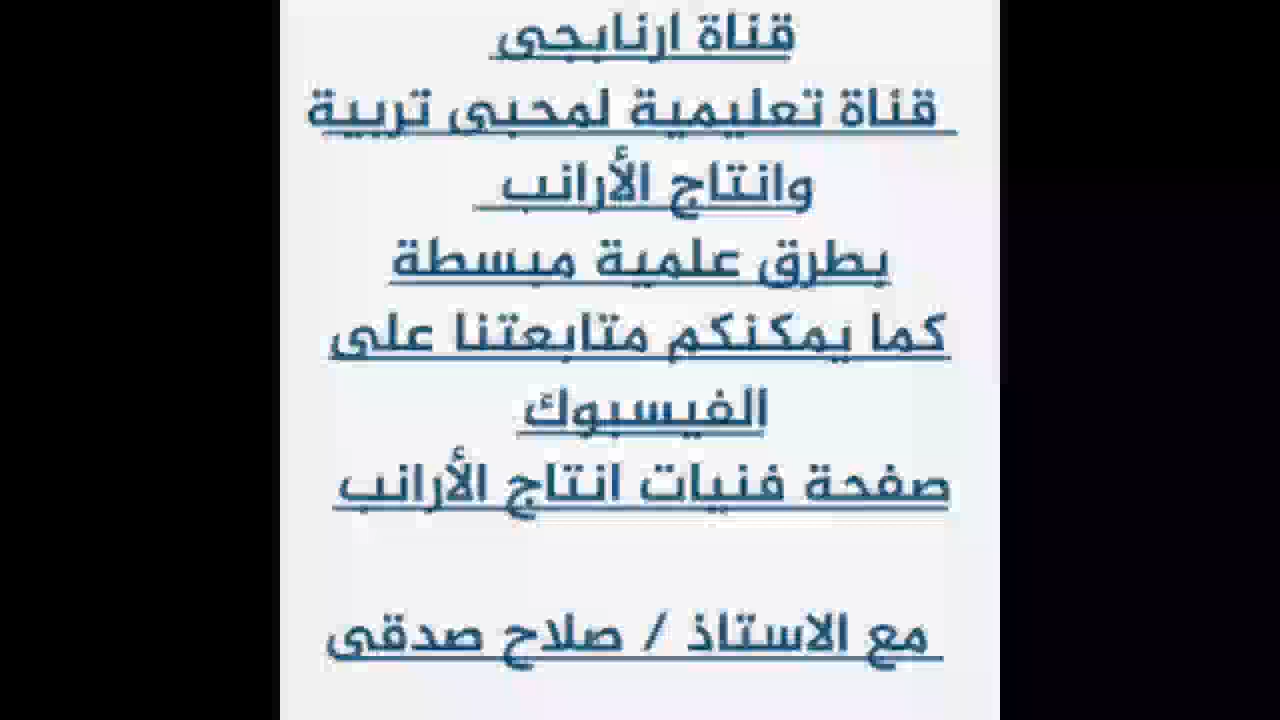 قناة ارنابجى
قناة تعليمية لمحبى تربية
وانتاج الأرانب
بطرق علمية مبسطة
كما يمكنكم متابعتنا على
الفيسبوك
صفحة فنيات انتاج الأرانب
مع الاستاذ / صلاح صدقى